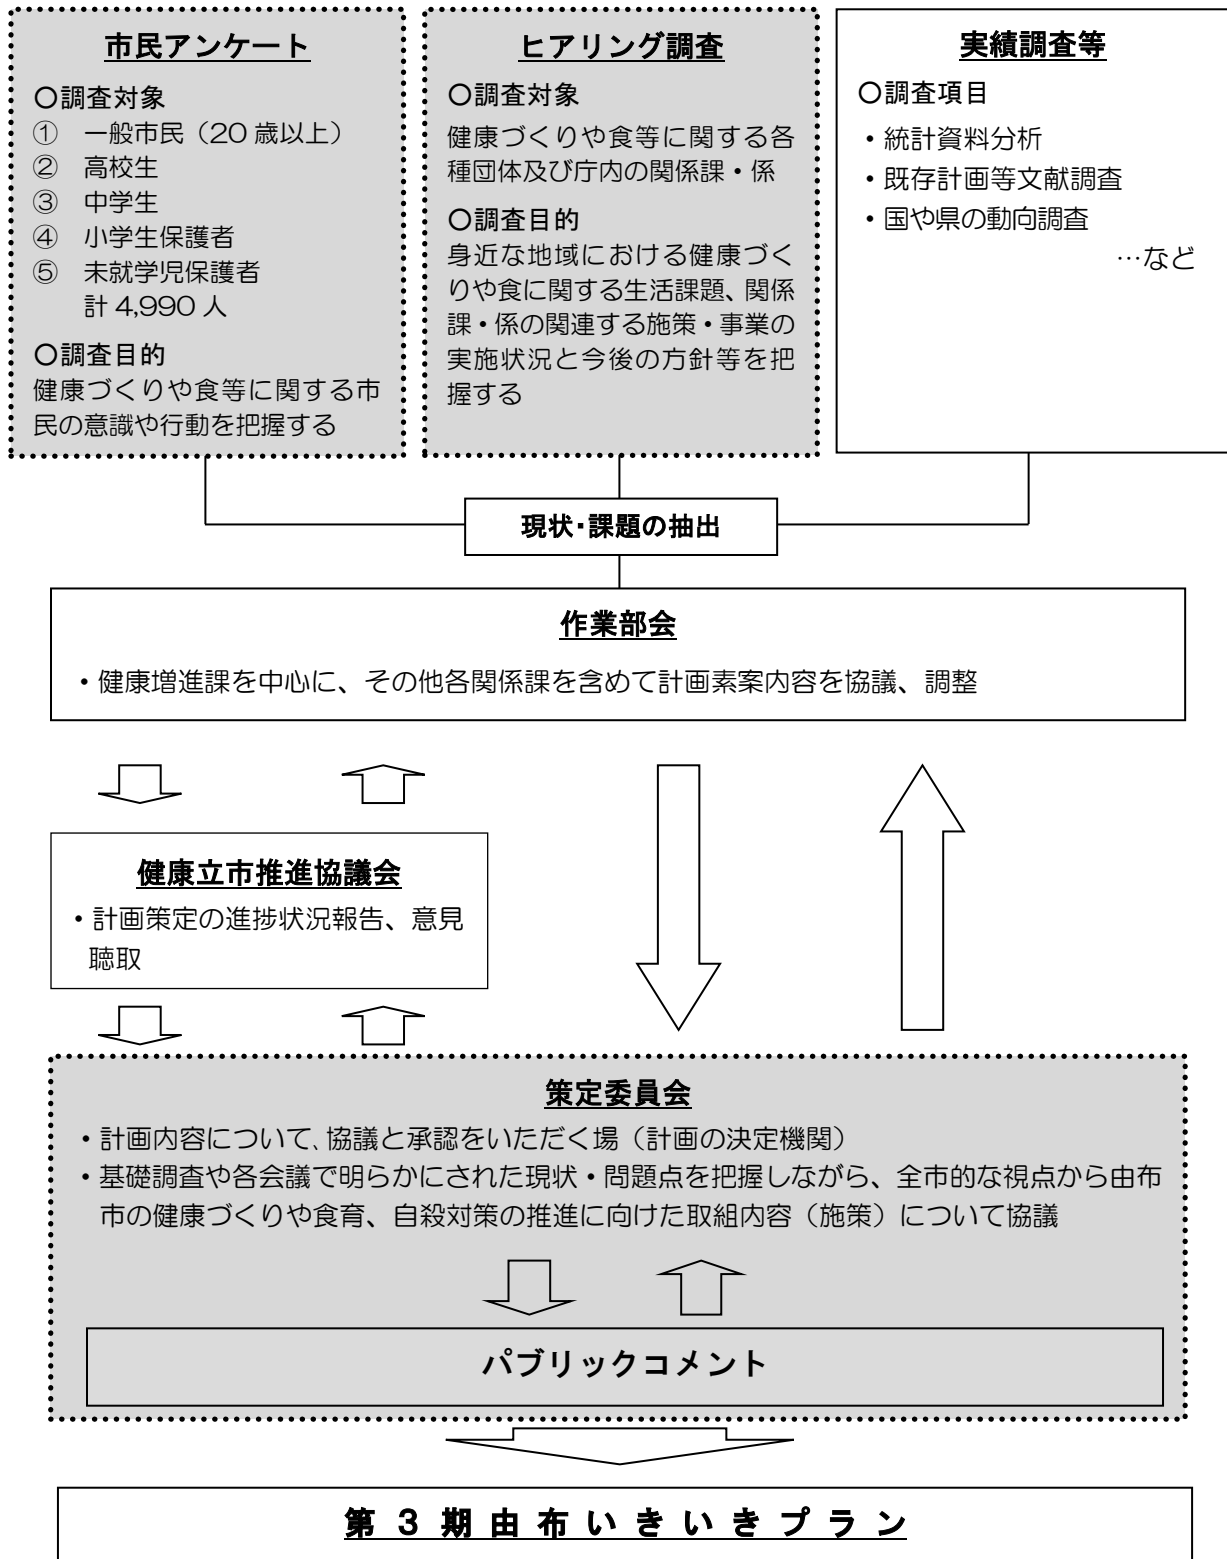 市民アンケート
〇調査対象
① 一般市民（20 歳以上）
② 高校生
③ 中学生
④ 小学生保護者
⑤ 未就学児保護者
計 4,990 人
〇調査目的
健康づくりや食等に関する市
民の意識や行動を把握する
ヒアリング調査
〇調査対象
健康づくりや食等に関する各
種団体及び庁内の関係課・係
〇調査目的
身近な地域における健康づく
りや食に関する生活課題、関係
課・係の関連する施策・事業の
実施状況と今後の方針等を把
握する
実績調査等
〇調査項目
・統計資料分析
・既存計画等文献調査
・国や県の動向調査
…など
現状・課題の抽出
作業部会
・健康増進課を中心に、その他各関係課を含めて計画素案内容を協議、調整
健康立市推進協議会
・計画策定の進捗状況報告、意見
聴取
策定委員会
・計画内容について、協議と承認をいただく場（計画の決定機関）
・基礎調査や各会議で明らかにされた現状・問題点を把握しながら、全市的な視点から由布
市の健康づくりや食育、自殺対策の推進に向けた取組内容（施策）について協議
パブリックコメント
第 3 期 由 布 い き い き プ ラ ン